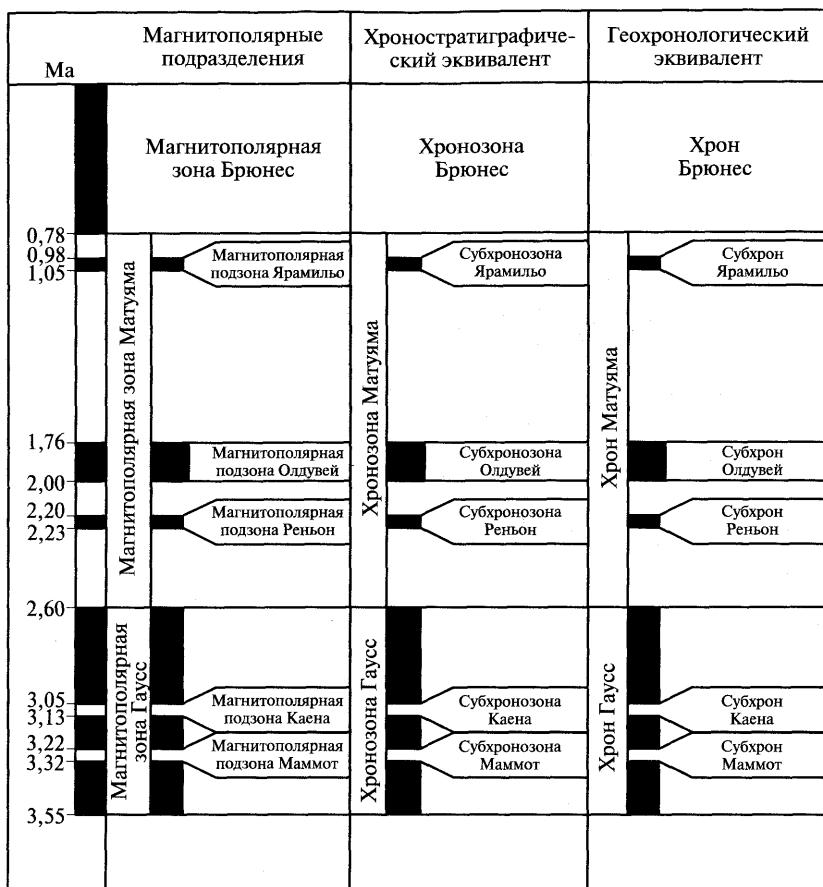 Ма
Магнитополярные
подразделения
Хроностратиграфиче-
ский эквивалент
Геохронологический
эквивалент
Магнитополярная
зона Брюнес
Хронозона
Брюнес
Хрон
Брюнес
0,78
0,98
1,05
1,76
2,00
2,20
2,23
2,60
3,05
3,13
3,22
3,32
3,55
Магнитополярная зона Матуяма
Магнитополярная
подзона Ярамильо
Магнитополярная
подзона Олдувей
Магнитополярная
подзона Реньон
Хронозона Матуяма
Субхронозона
Ярамильо
Субхронозона
Олдувей
Субхронозона
Реньон
Хрон Матуяма
Субхрон
Ярамильо
Субхрон
Олдувей
Субхрон
Реньон
Магнитополярная
зона Гаусс
Магнитополярная
подзона Каена
Магнитополярная
подзона Маммот
Хронозона Гаусс
Субхронозона
Каена
Субхронозона
Маммот
Хрон Гаусс
Субхрон
Каена
Субхрон
Маммот